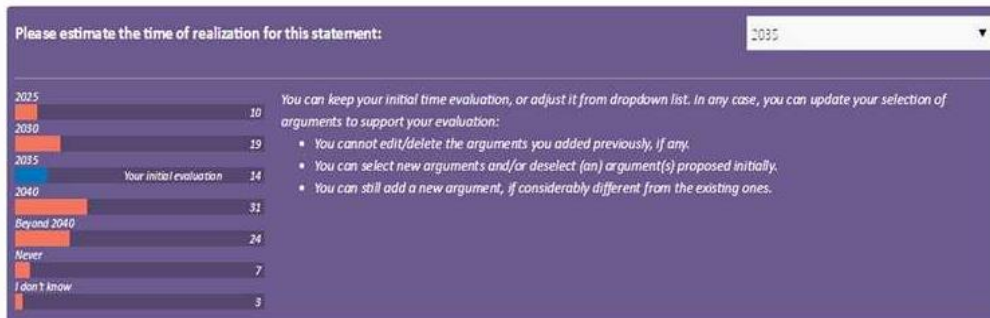 Please estimate the time of realization for this statement:
2035
2025
10
2030
19
2035
Your initial evaluation 14
2040
31
Beyond 2040
24
Never
7
I don't know
3
You can keep your initial time evaluation, or adjust it from dropdown list. In any case, you can update your selection of
arguments to support your evaluation:
• You cannot edit/delete the arguments you added previously, if any.
• You can select new arguments and/or deselect (an) argument(s) proposed initially.
• You can still add a new argument, if considerably different from the existing ones.